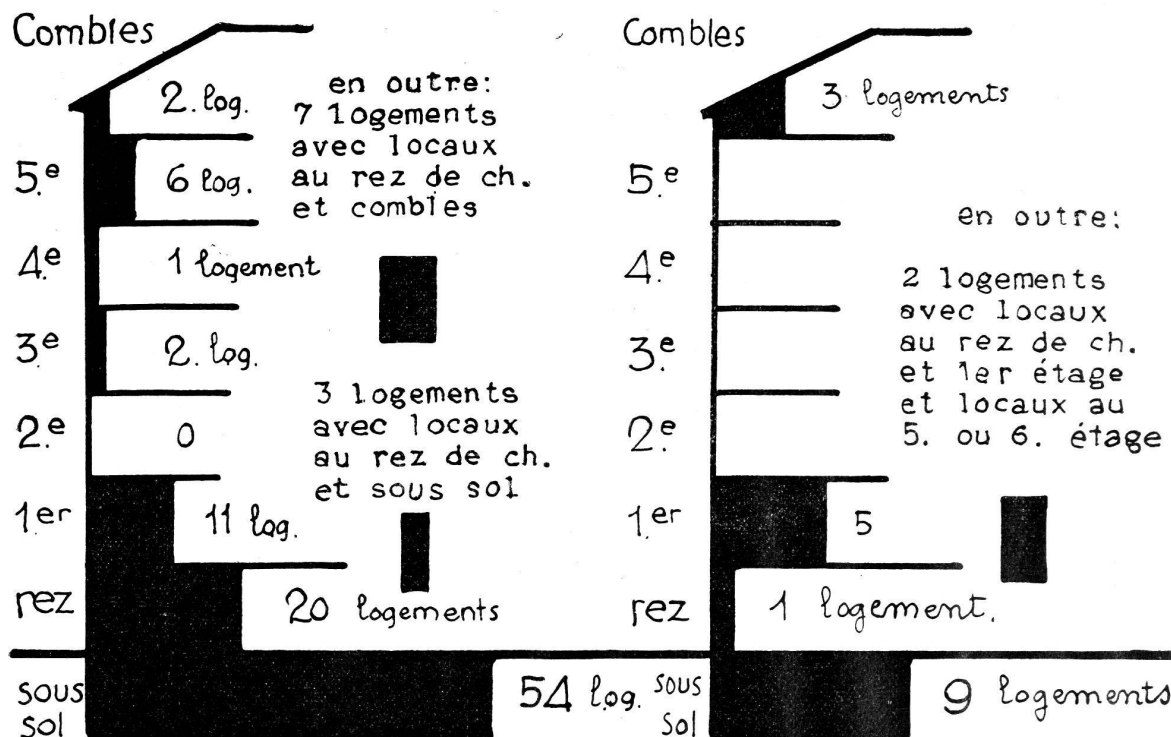 Combles
2. log.
en outre:
7 logements
avec locaux
au rez de ch.
et combles
5.e
6 log.
4.e
1 logement
3.e
2. log.
3 logements
avec locaux
au rez de ch.
et sous sol
2.e
0
1er
11 log.
rez
20 logements
sous
sol
54 log.
Combles
3 logements
5.e
en outre:
4.e
2 logements
avec locaux
au rez de ch.
et 1er étage
et locaux au
5. ou 6. étage
3.e
2.e
1.er
5
rez
1 logement.
sous
sol
9 logements